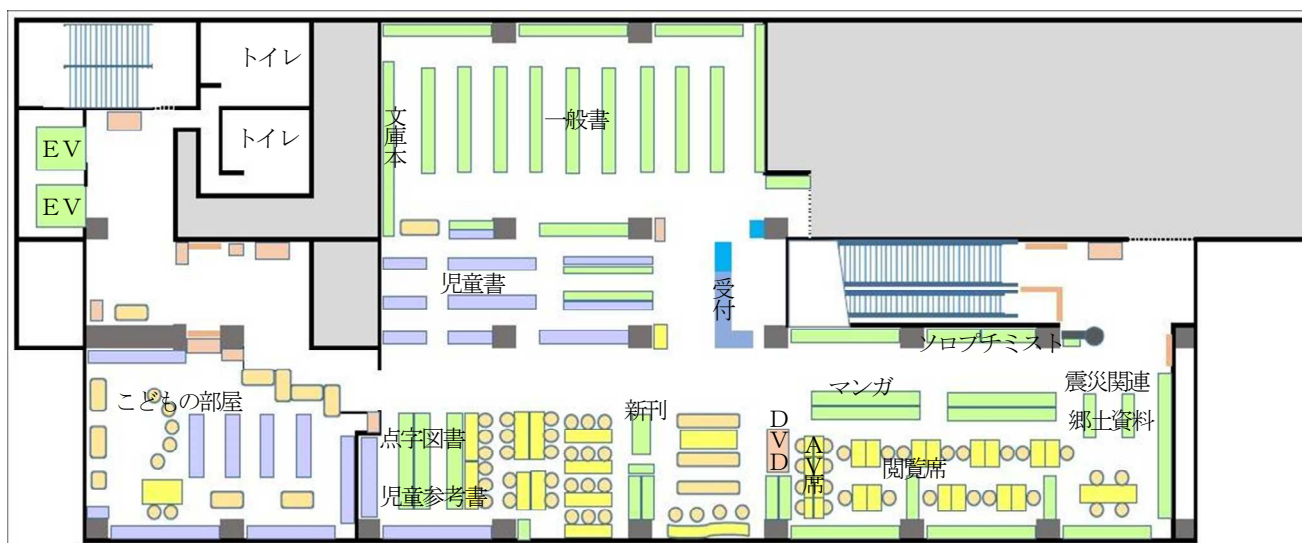 トイレ
トイレ
ＥＶ
ＥＶ
文庫本
一般書
児童書
受付
ソロプチミスト
マンガ
震災関連
郷土資料
こどもの部屋
新刊
点字図書
児童参考書
ＤＶＤ
ＡＶ席
閲覧席